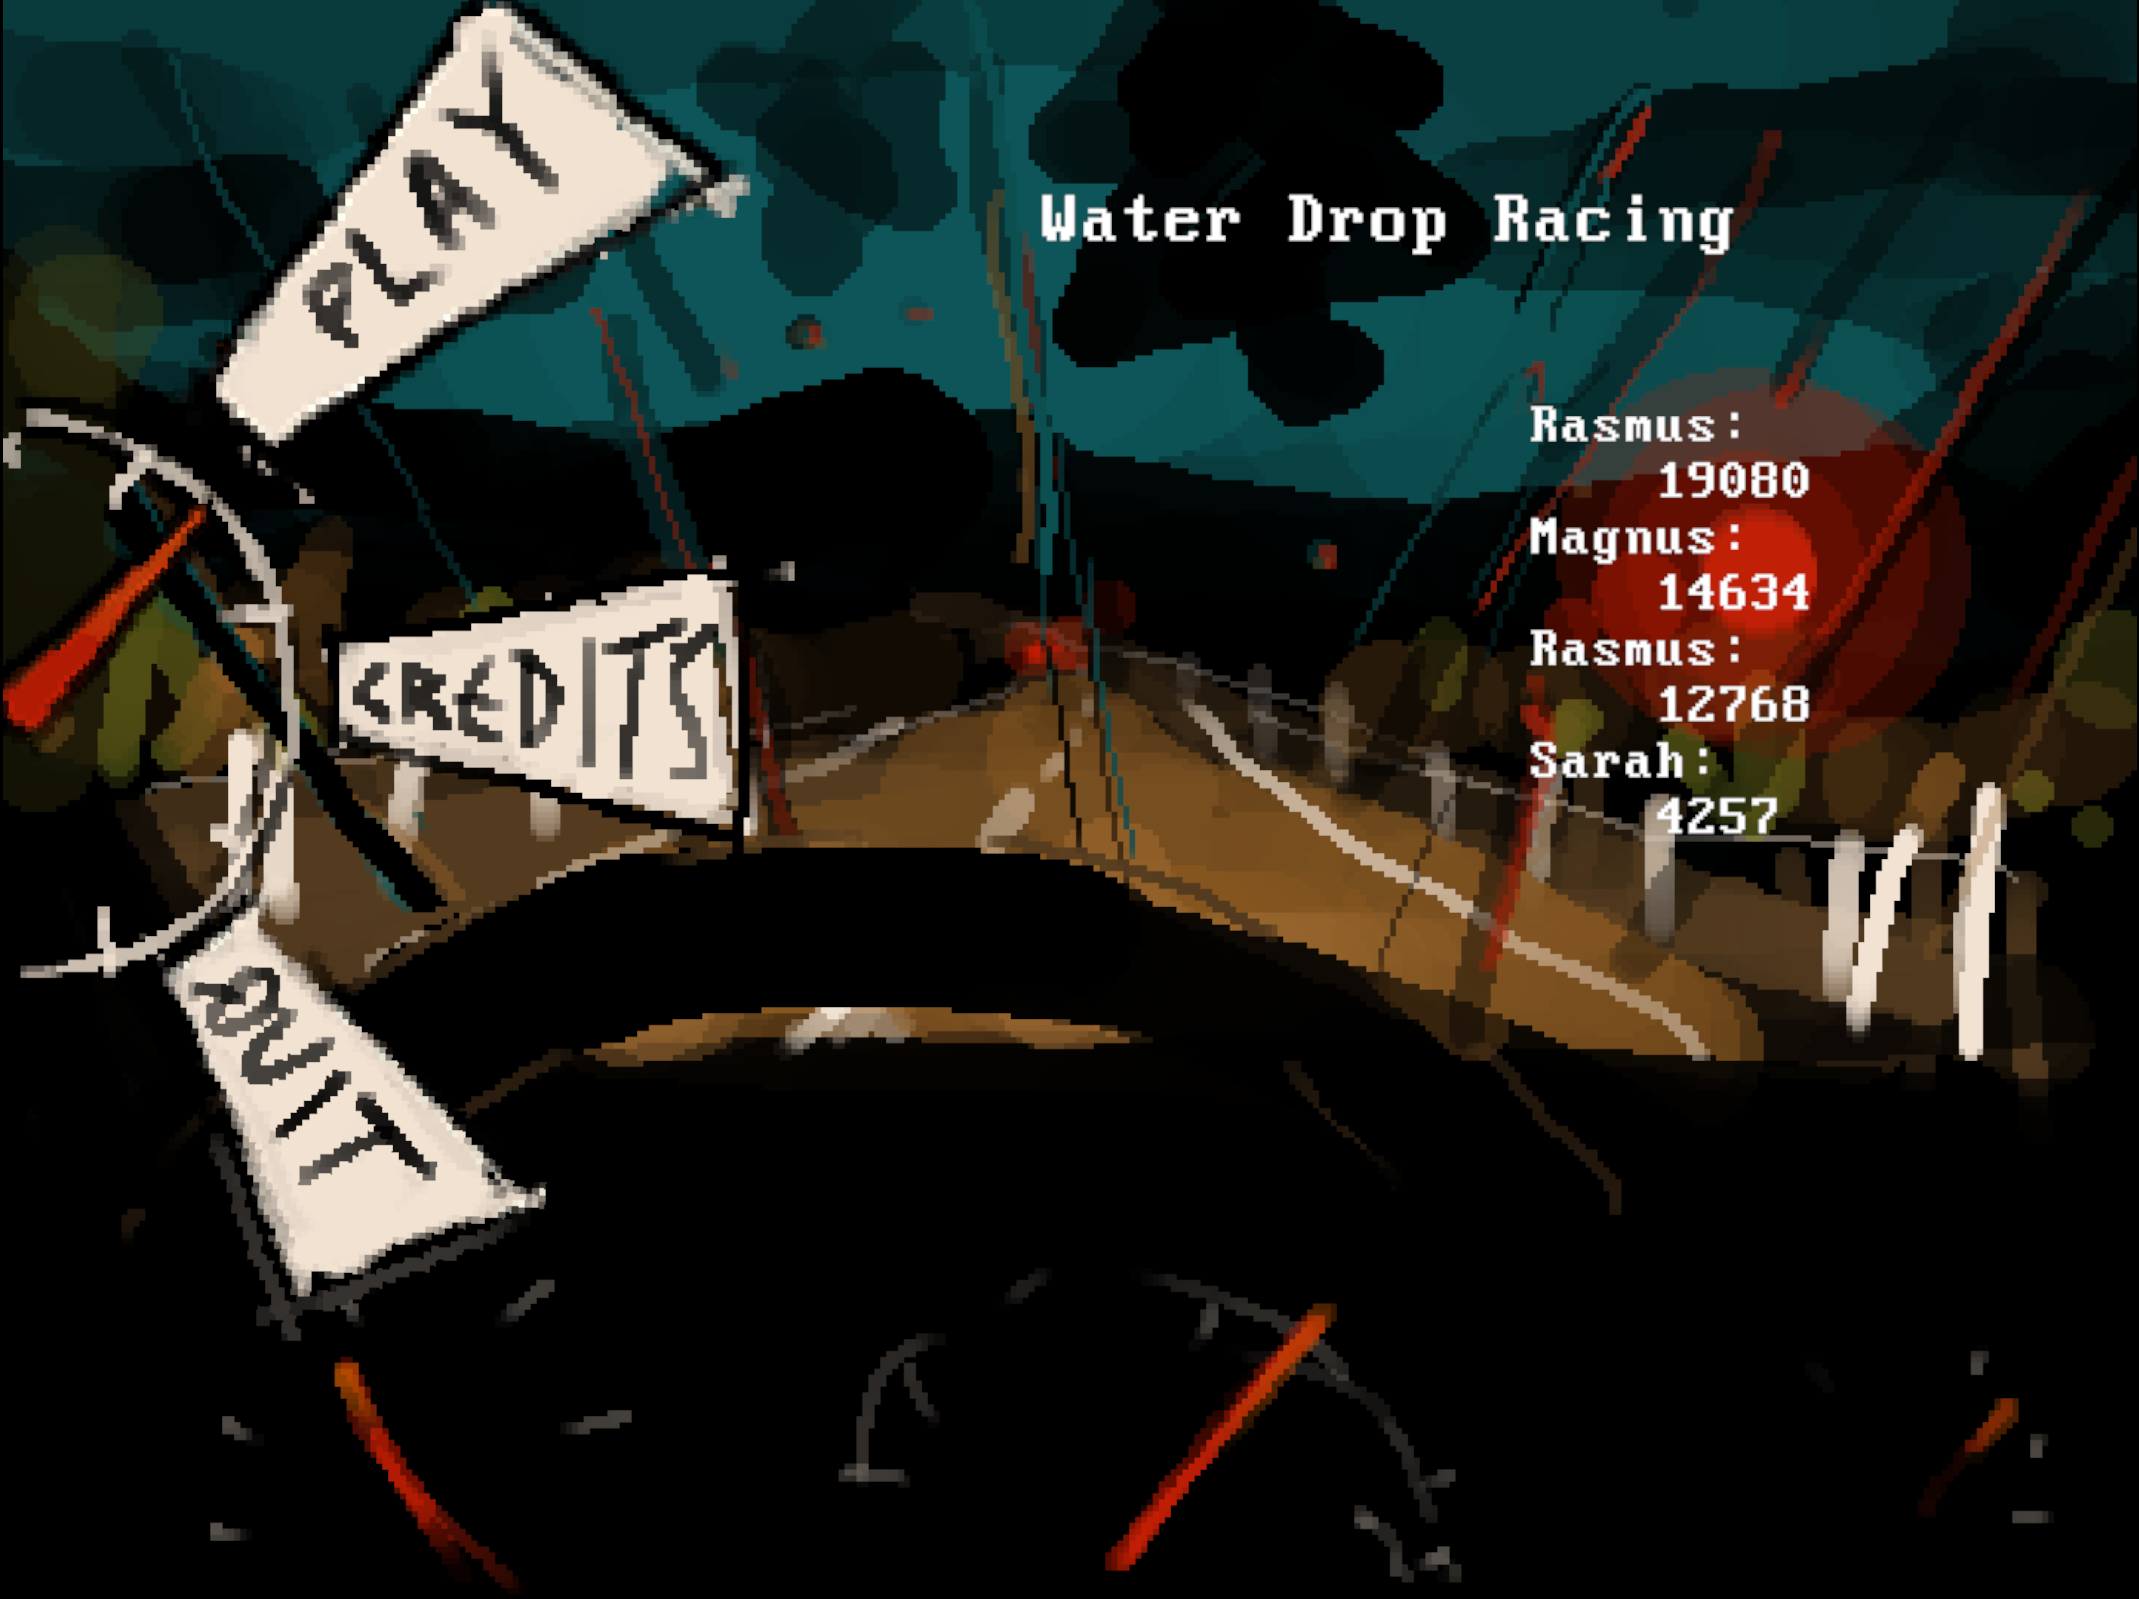 PLAY
Water Drop Racing
Rasmus:
19080
Magnus:
14634
Rasmus:
12768
Sarah:
4257
CREDITS
QUIT